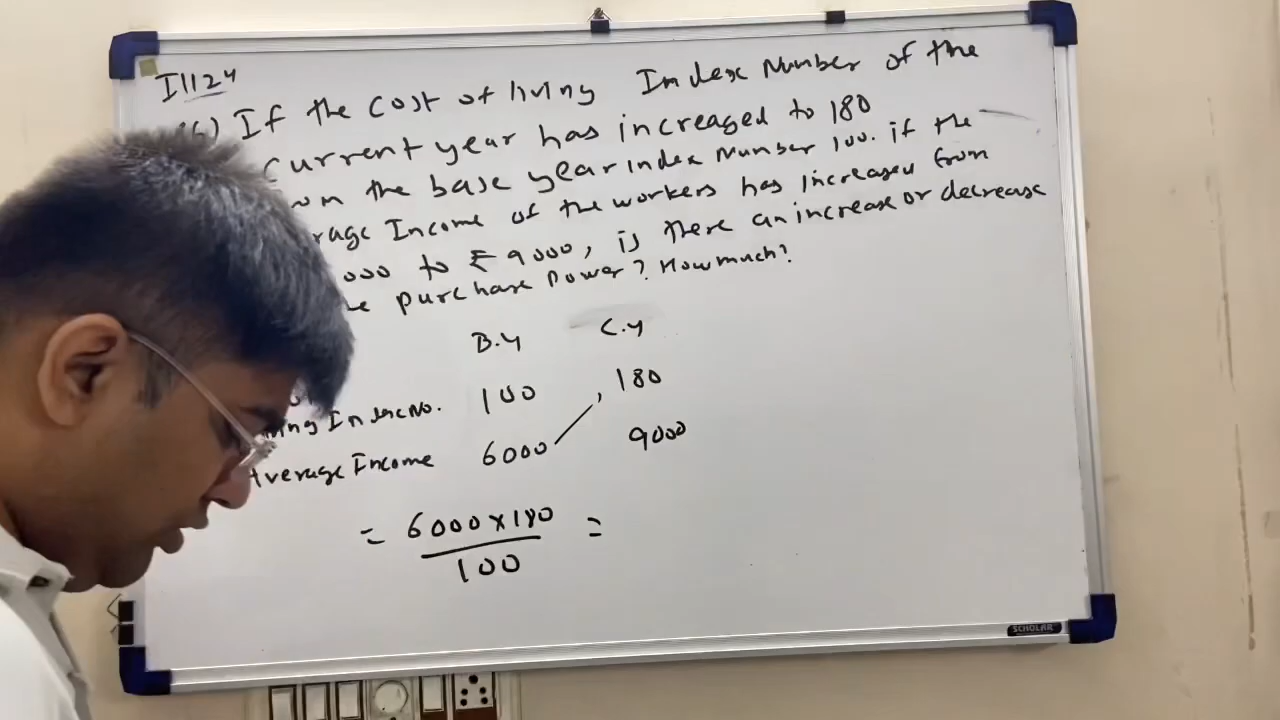 I1124
6) If the cost of living Index Number of the
Current year has increased to 180
the base year index Number 100. if the
Income of the workers has increased from
000 to ₹ 9000, is there an increase or decrease
purchase power? How much?
B.y C.y
Index No. 100 180
Average Income 6000 9000
= 6000 x 180 =
100
SCHOLAR